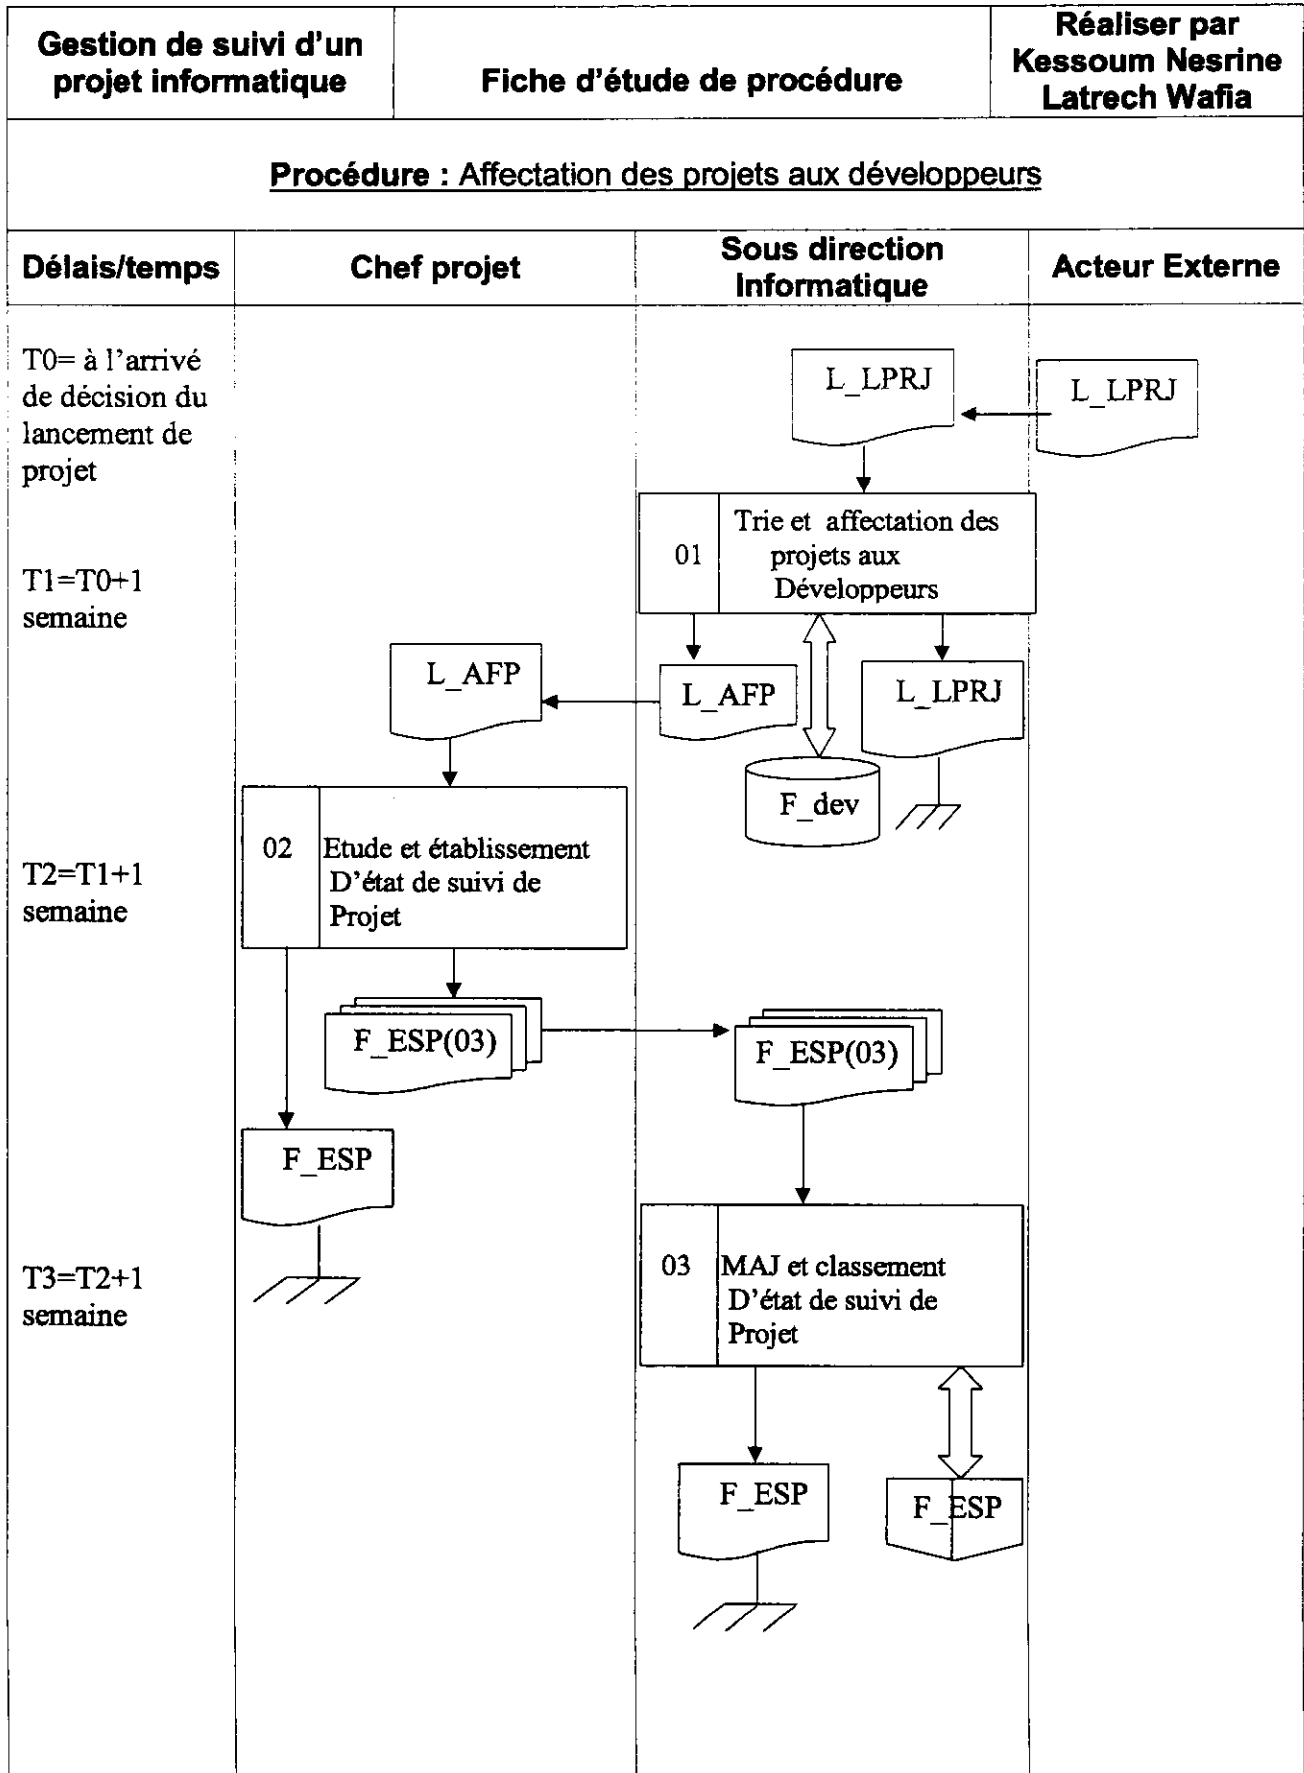 Gestion de suivi d'un
projet informatique
Fiche d'étude de procédure
Réaliser par
Kessoum Nesrine
Latrech Wafia
Procédure : Affectation des projets aux développeurs
Délais/temps
Chef projet
Sous direction
Informatique
Acteur Externe
T0= à l'arrivé
de décision du
lancement de
projet
L_LPRJ
L_LPRJ
01
Trie et affectation des
projets aux
Développeurs
T1=T0+1
semaine
L_AFP
L_AFP
L_LPRJ
F_dev
02
Etude et établissement
D'état de suivi de
Projet
T2=T1+1
semaine
F_ESP(03)
F_ESP(03)
F_ESP
03
MAJ et classement
D'état de suivi de
Projet
T3=T2+1
semaine
F_ESP
F_ESP